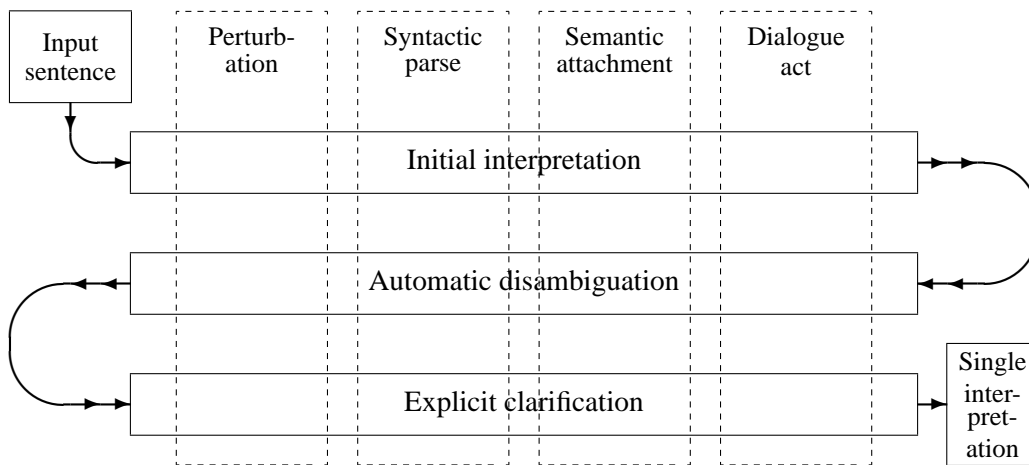 Input
sentence
Perturb-
ation
Syntactic
parse
Semantic
attachment
Dialogue
act
Initial interpretation
Automatic disambiguation
Explicit clarification
Single
inter-
pret-
ation